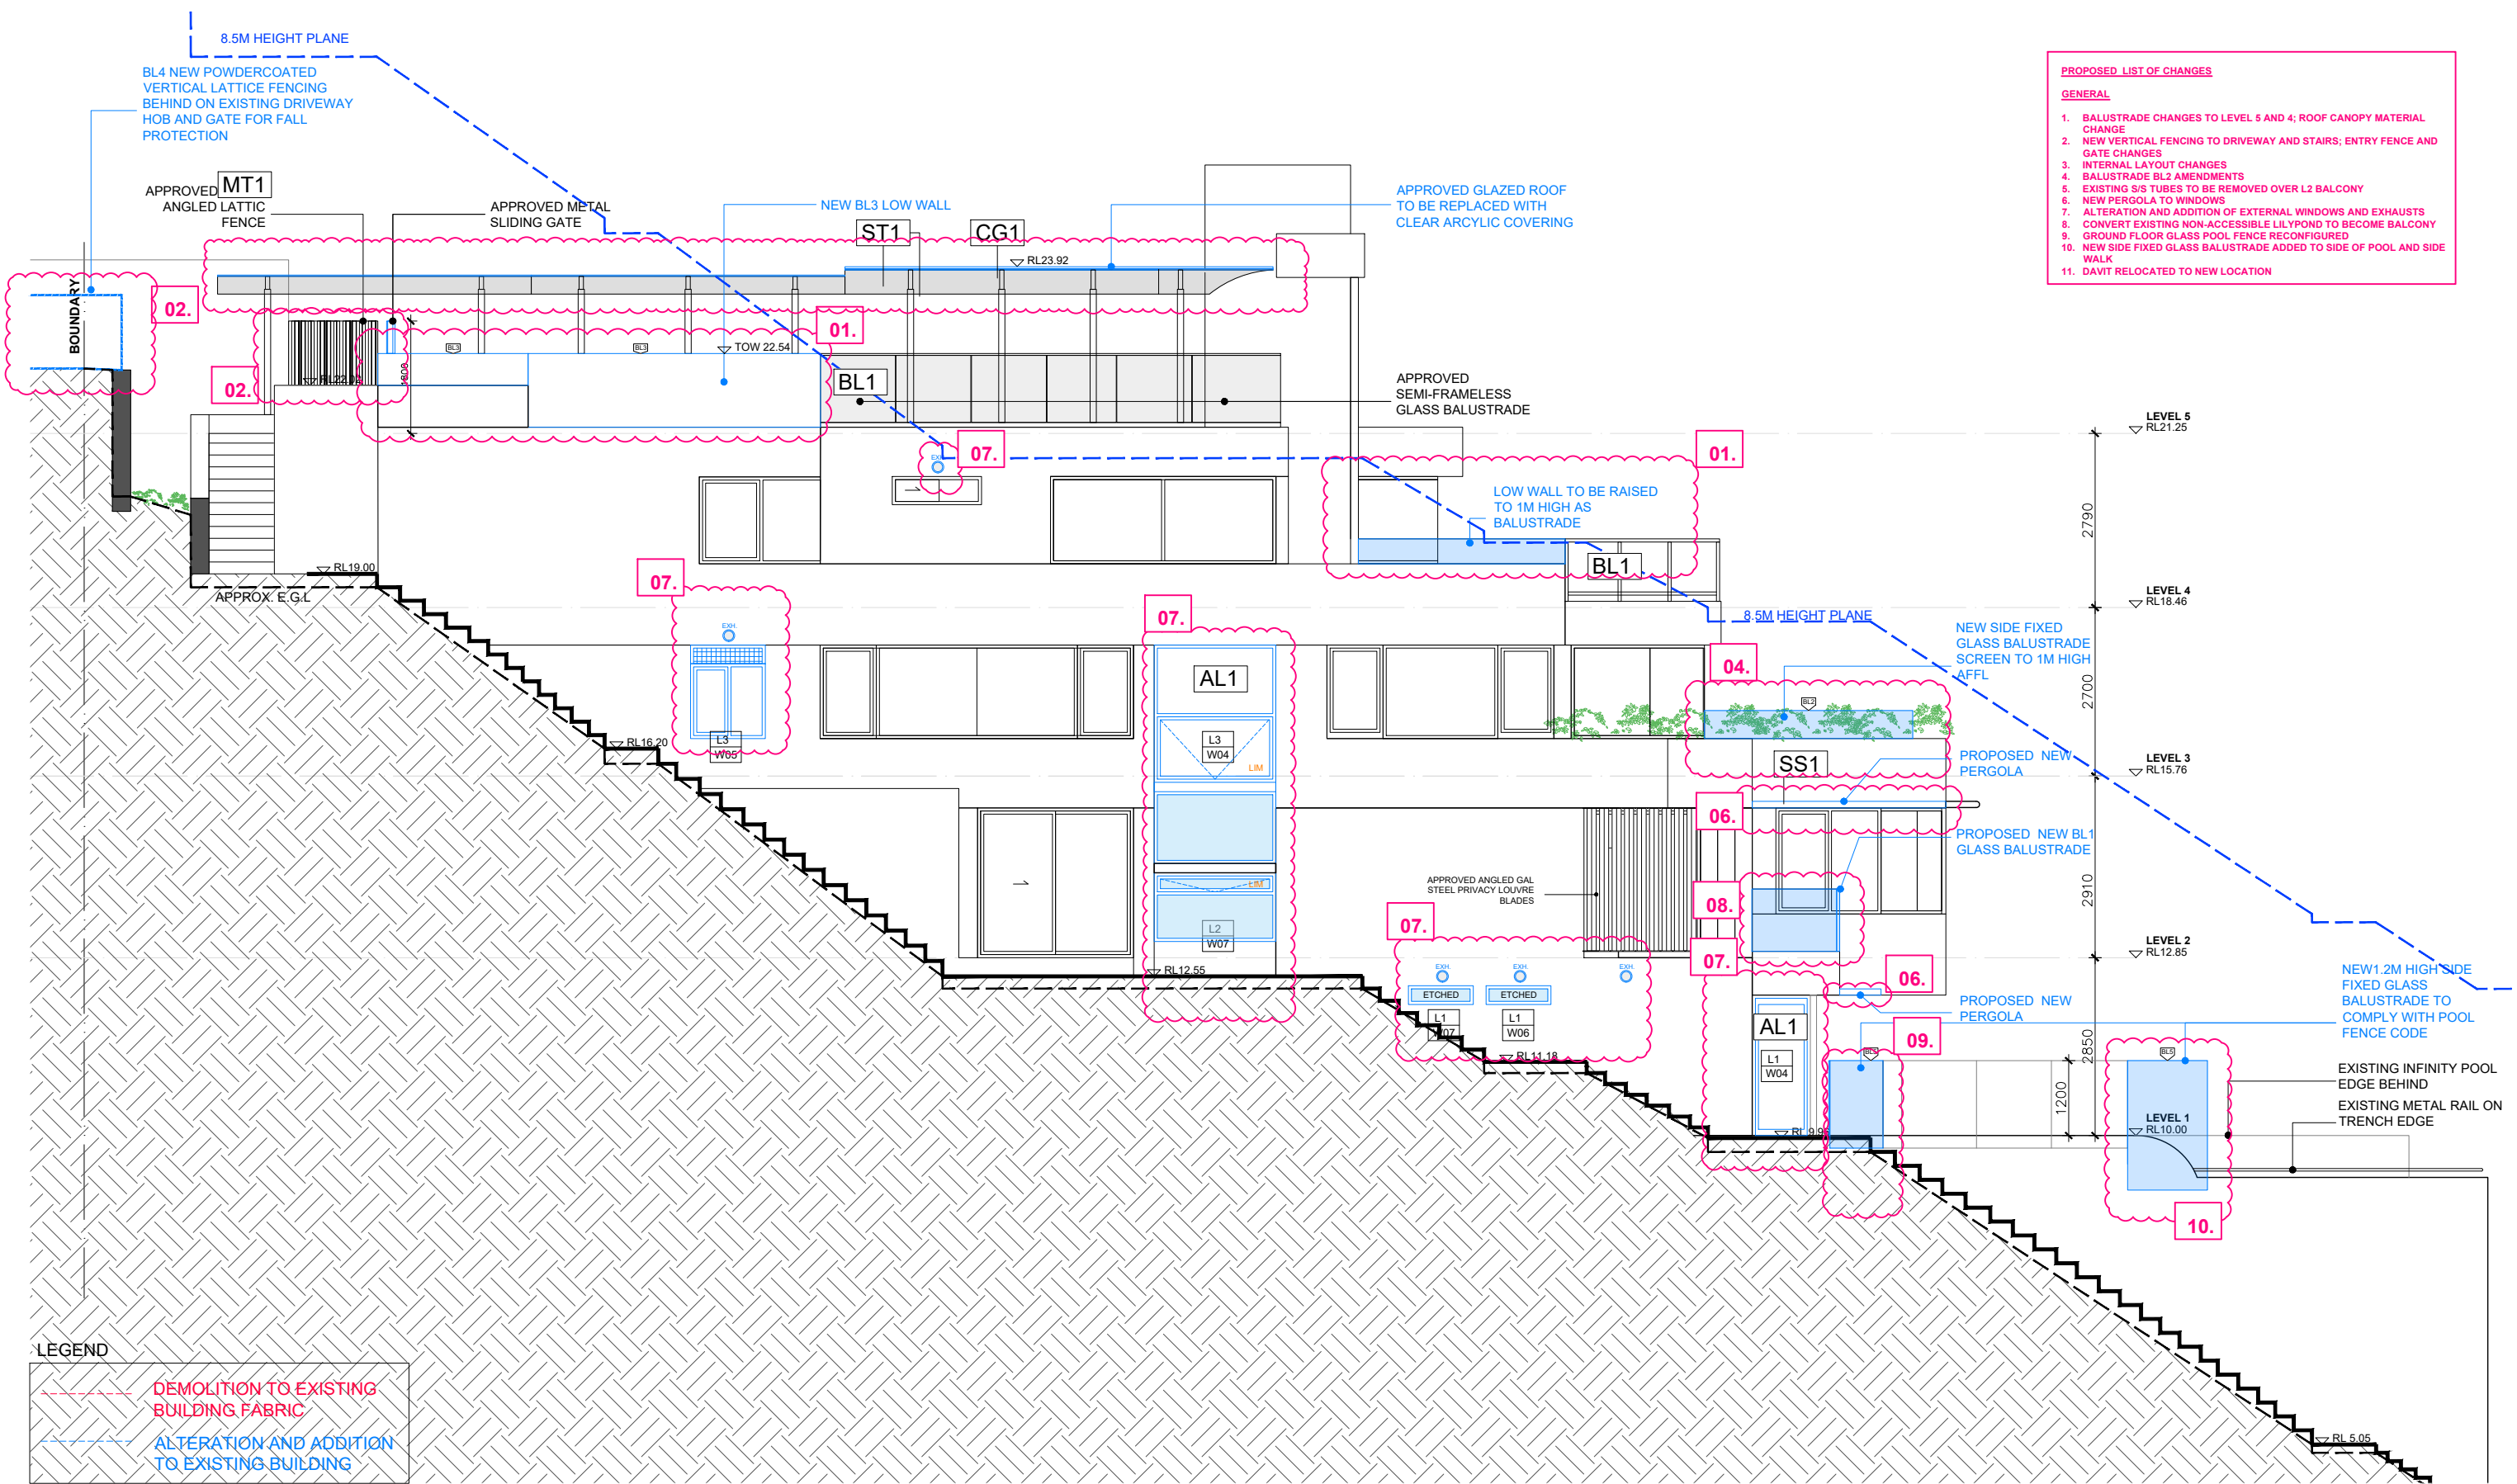 8.5M HEIGHT PLANE
BL4 NEW POWDERCOATED
VERTICAL LATTICE FENCING
BEHIND ON EXISTING DRIVEWAY
HOB AND GATE FOR FALL
PROTECTION
APPROVED
MT1
ANGLED LATTIC
FENCE
APPROVED METAL
SLIDING GATE
NEW BL3 LOW WALL
ST1
CG1
RL23.92
APPROVED GLAZED ROOF
TO BE REPLACED WITH
CLEAR ARCYLIC COVERING
PROPOSED LIST OF CHANGES
GENERAL
1. BALUSTRADE CHANGES TO LEVEL 5 AND 4; ROOF CANOPY MATERIAL
CHANGE
2. NEW VERTICAL FENCING TO DRIVEWAY AND STAIRS; ENTRY FENCE AND
GATE CHANGES
3. INTERNAL LAYOUT CHANGES
4. BALUSTRADE BL2 AMENDMENTS
5. EXISTING S/S TUBES TO BE REMOVED OVER L2 BALCONY
6. NEW PERGOLA TO WINDOWS
7. ALTERATION AND ADDITION OF EXTERNAL WINDOWS AND EXHAUSTS
8. CONVERT EXISTING NON-ACCESSIBLE LILYPOND TO BECOME BALCONY
9. GROUND FLOOR GLASS POOL FENCE RECONFIGURED
10. NEW SIDE FIXED GLASS BALUSTRADE ADDED TO SIDE OF POOL AND SIDE
WALK
11. DAVIT RELOCATED TO NEW LOCATION
BOUNDARY
02.
02.
01.
BL3
BL3
TOW 22.54
BL1
APPROVED
SEMI-FRAMELESS
GLASS BALUSTRADE
LEVEL 5
RL21.25
EXH.
07.
01.
LOW WALL TO BE RAISED
TO 1M HIGH AS
BALUSTRADE
BL1
2790
RL19.00
APPROX. E.G.L
07.
07.
LEVEL 4
RL18.46
8.5M HEIGHT PLANE
EXH.
NEW SIDE FIXED
GLASS BALUSTRADE
SCREEN TO 1M HIGH
AFFL
04.
AL1
2700
BL2
RL16.20
L3
W05
L3
W04
LIM
SS1
PROPOSED NEW
PERGOLA
LEVEL 3
RL15.76
06.
PROPOSED NEW BL1
GLASS BALUSTRADE
APPROVED ANGLED GAL
STEEL PRIVACY LOUVRE
BLADES
LIM
08.
2910
07.
L2
W07
LEVEL 2
RL12.85
07.
RL12.55
EXH.
EXH.
EXH.
06.
ETCHED
ETCHED
NEW1.2M HIGH SIDE
FIXED GLASS
BALUSTRADE TO
COMPLY WITH POOL
FENCE CODE
PROPOSED NEW
PERGOLA
L1
W07
L1
W06
AL1
09.
2850
RL11.18
L1
W04
BL5
EXISTING INFINITY POOL
EDGE BEHIND
1200
EXISTING METAL RAIL ON
TRENCH EDGE
LEVEL 1
RL10.00
10.
LEGEND
DEMOLITION TO EXISTING
BUILDING FABRIC
ALTERATION AND ADDITION
TO EXISTING BUILDING
RL 5.05